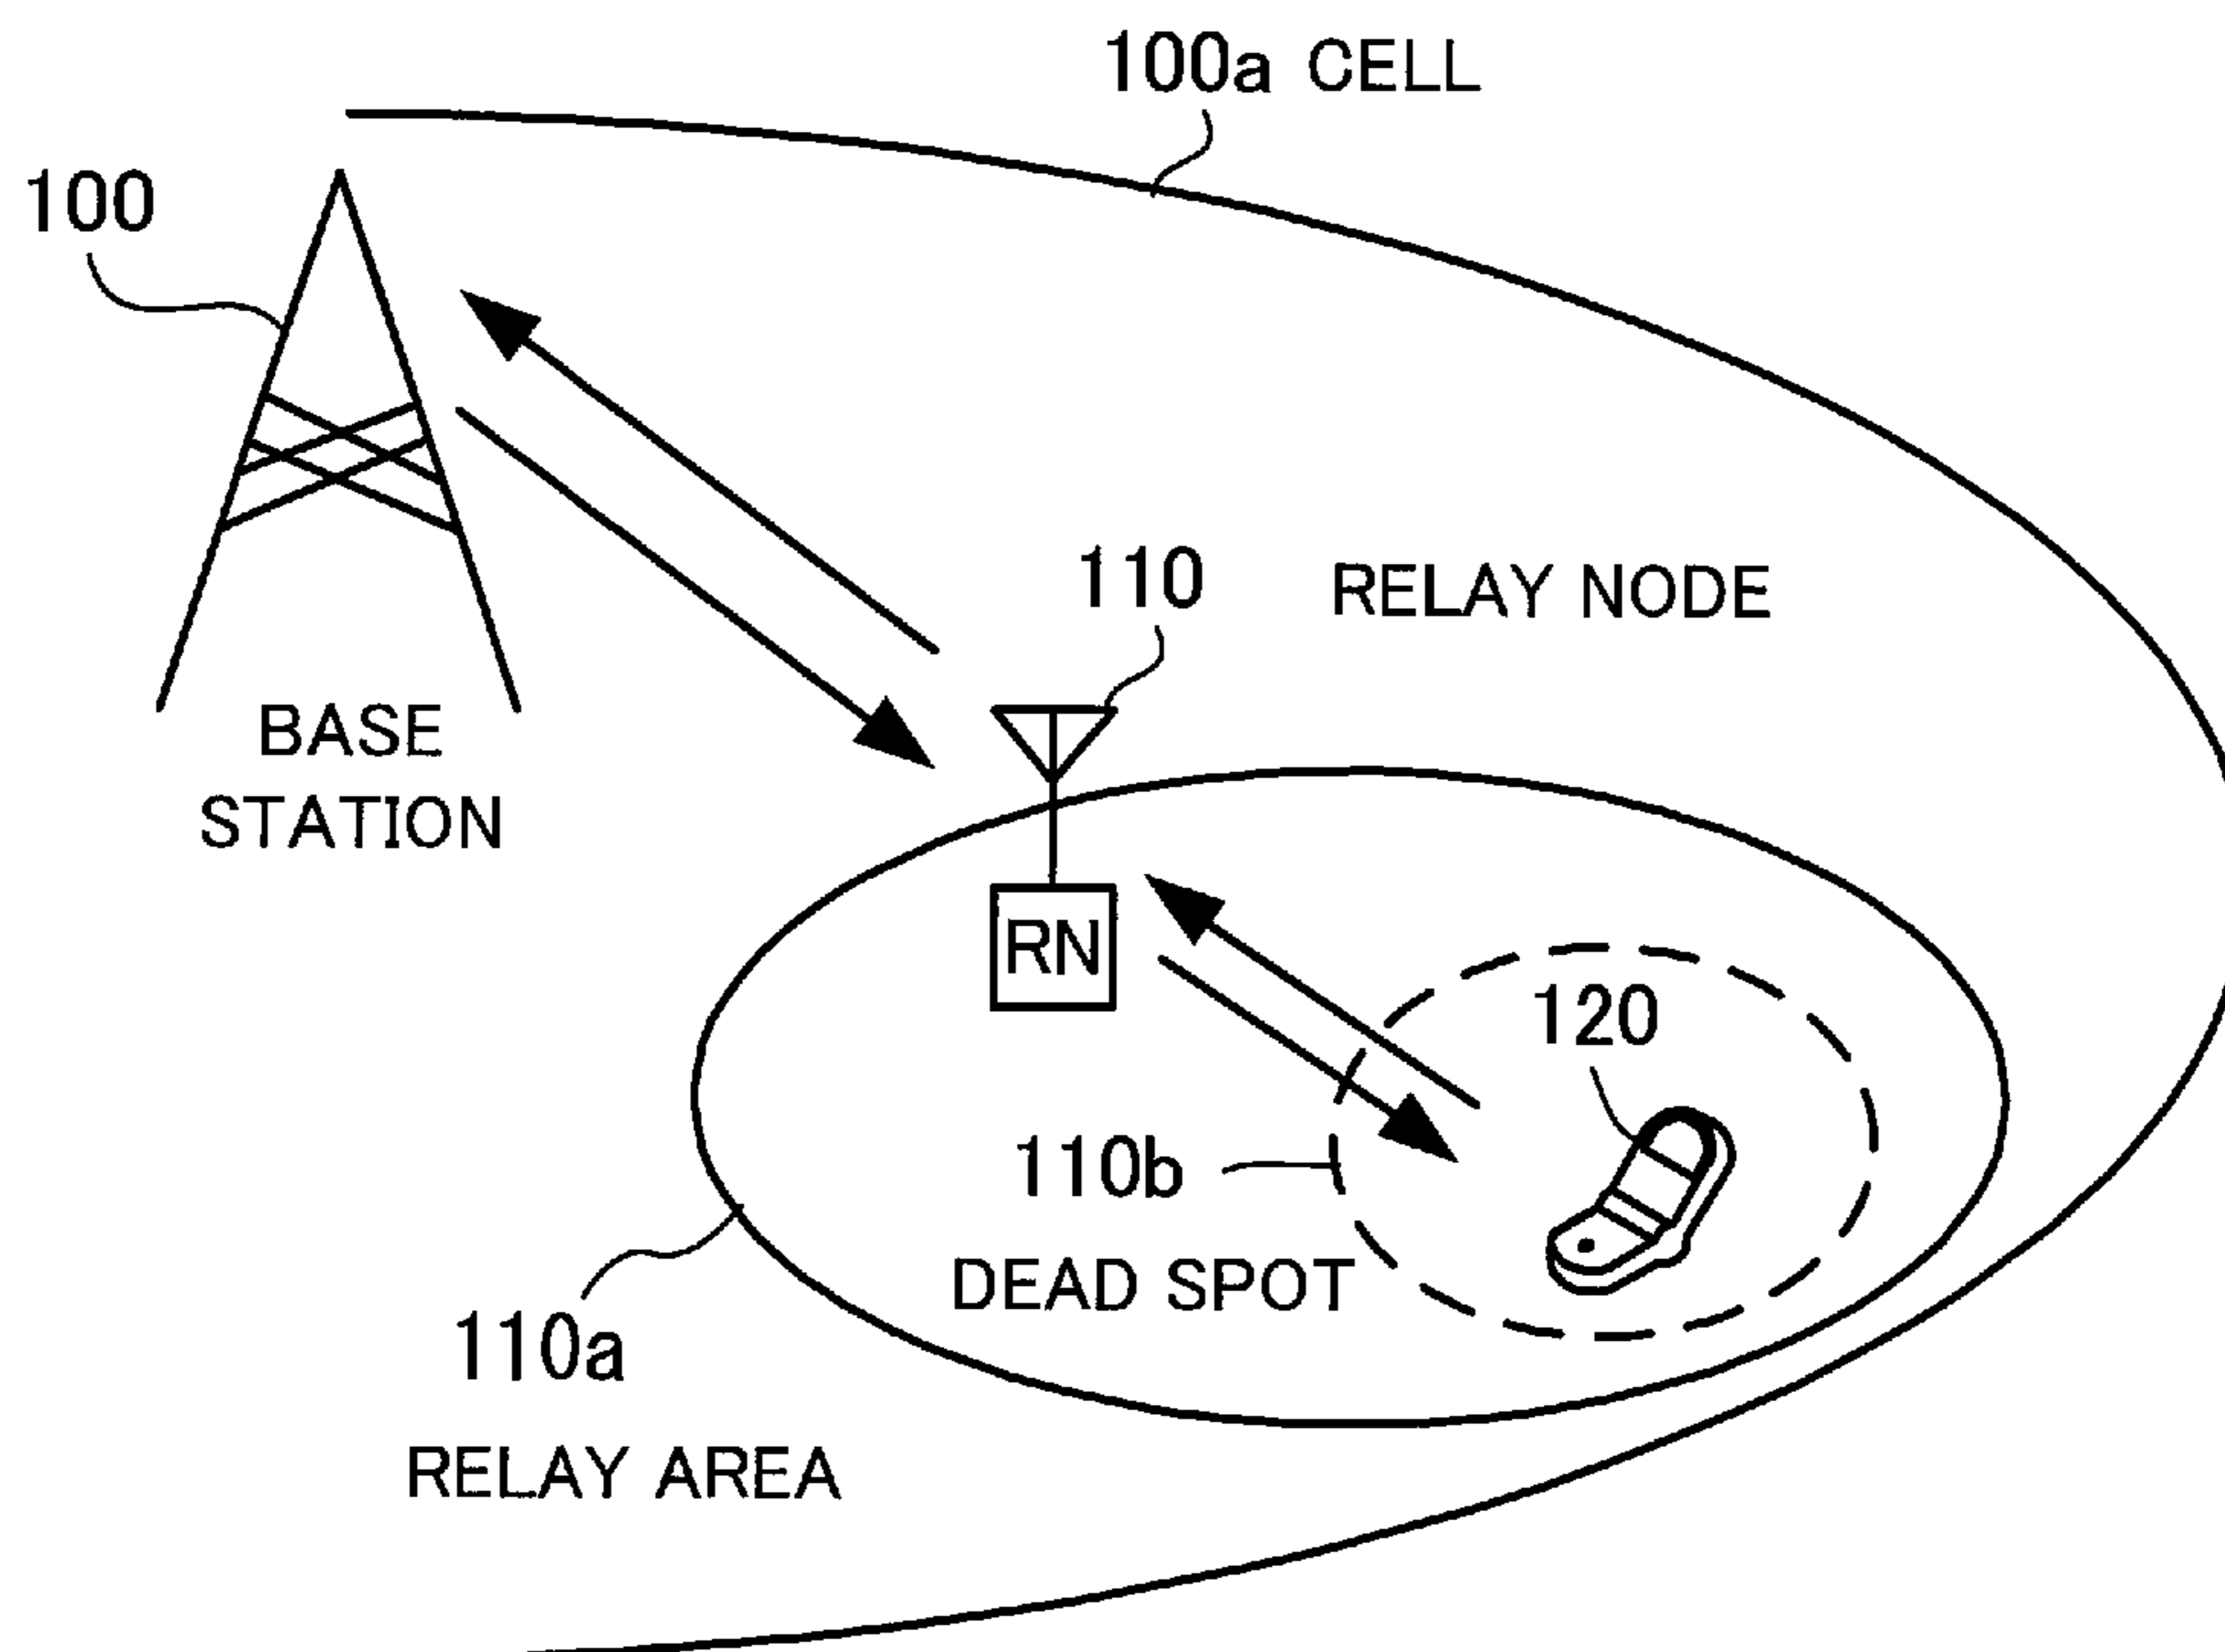 100a CELL
100
110
RELAY NODE
BASE
STATION
RN
120
110b
DEAD SPOT
110a
RELAY AREA